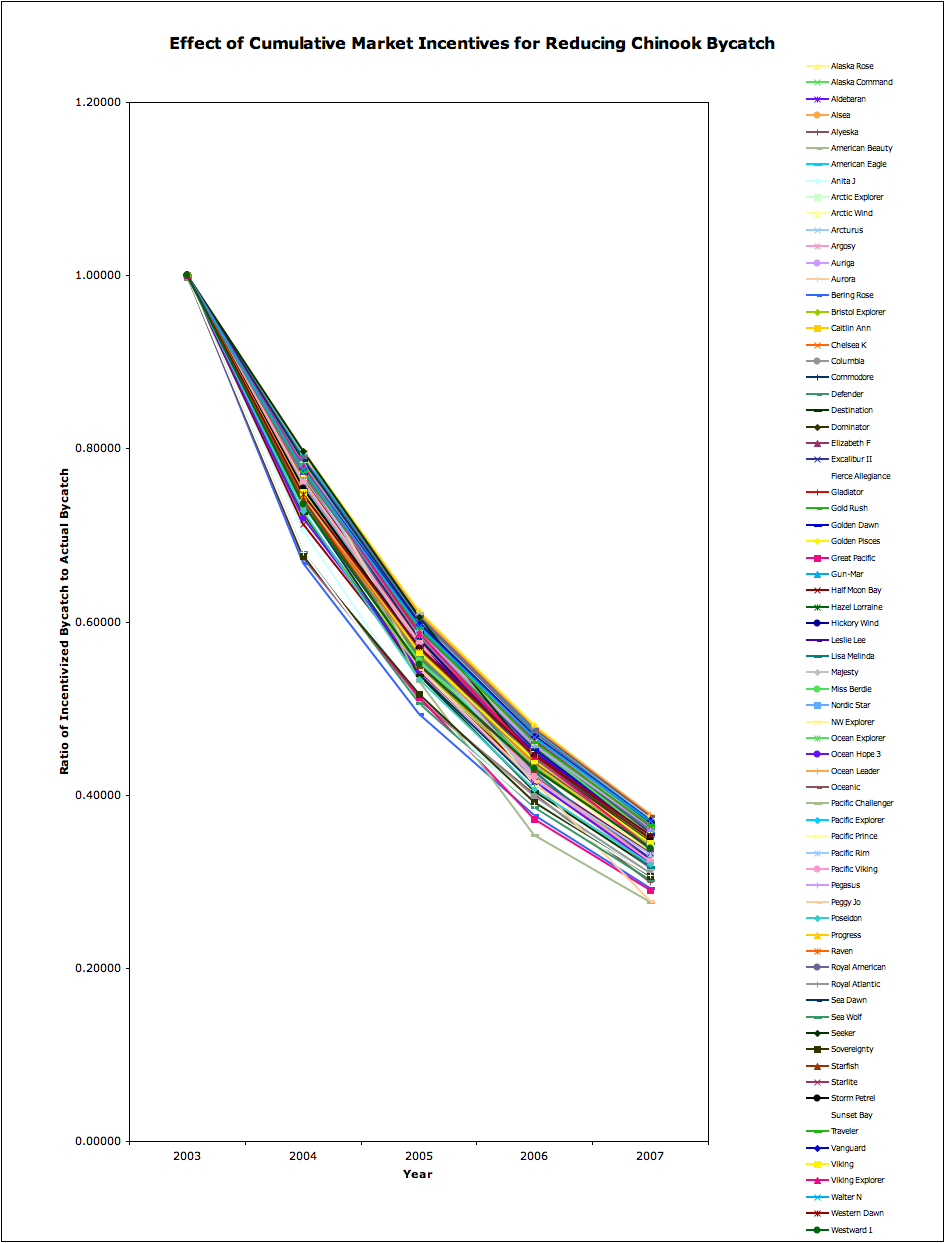 Effect of Cumulative Market Incentives for Reducing Chinook Bycatch
1.20000
1.00000
0.80000
0.60000
0.40000
0.20000
0.00000
Ratio of Incentivized Bycatch to Actual Bycatch
2003 2004 2005 2006 2007
Year
Alaska Rose
Alaska Command
Aldebaran
Alsea
Alyeska
American Beauty
American Eagle
Anita J
Arctic Explorer
Arctic Wind
Arcturus
Argosy
Auriga
Aurora
Bering Rose
Bristol Explorer
Caitlin Ann
Chelsea K
Columbia
Commodore
Defender
Destination
Dominator
Elizabeth F
Excalibur II
Fierce Allegiance
Gladiator
Gold Rush
Golden Dawn
Golden Pisces
Great Pacific
Gun-Mar
Half Moon Bay
Hazel Lorraine
Hickory Wind
Leslie Lee
Lisa Melinda
Majesty
Miss Berdie
Nordic Star
NW Explorer
Ocean Explorer
Ocean Hope 3
Ocean Leader
Oceanic
Pacific Challenger
Pacific Explorer
Pacific Prince
Pacific Rim
Pacific Viking
Pegasus
Peggy Jo
Poseidon
Progress
Raven
Royal American
Royal Atlantic
Sea Dawn
Sea Wolf
Seeker
Sovereignty
Starfish
Starlite
Storm Petrel
Sunset Bay
Traveler
Vanguard
Viking
Viking Explorer
Walter N
Western Dawn
Westward 1